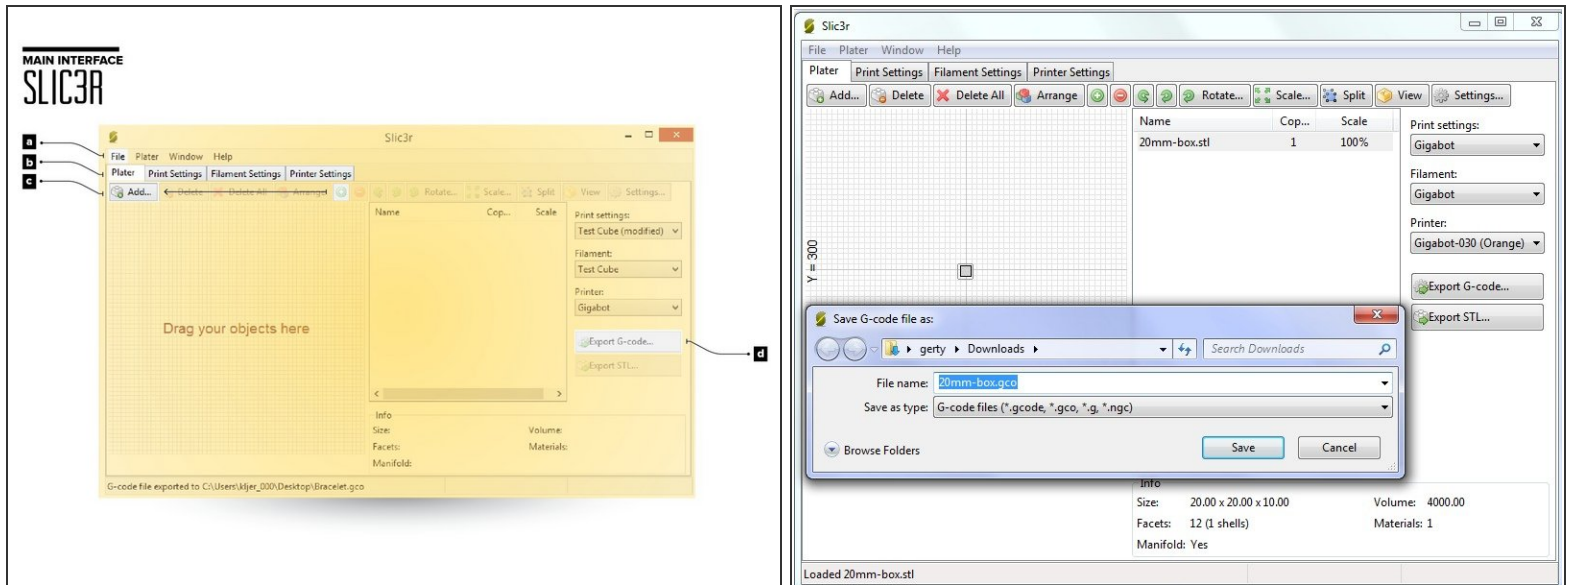 MAIN INTERFACE
SLIC3R
a
b
c
d
Slic3r
File Plater Window Help
Plater Print Settings Filament Settings Printer Settings
Add... Delete Delete All Arrange Rotate... Scale... Split View Settings...
Name Cop... Scale
Print settings:
Test Cube (modified)
Filament:
Test Cube
Printer:
Gigabot
Drag your objects here
Export G-code...
Export STL...
Info
Size: Volume:
Facets: Materials:
Manifold:
G-code file exported to C:\Users\kljer_000\Desktop\Bracelet.gco
Slic3r
File Plater Window Help
Plater Print Settings Filament Settings Printer Settings
Add... Delete Delete All Arrange Rotate... Scale... Split View Settings...
Name Cop... Scale
20mm-box.stl 1 100%
Print settings:
Gigabot
Filament:
Gigabot
Printer:
Gigabot-030 (Orange)
Export G-code...
Export STL...
Y = 300
Save G-code file as:
gerty Downloads
Search Downloads
File name: 20mm-box.gco
Save as type: G-code files (*.gcode, *.gco, *.g, *.ngc)
Browse Folders Save Cancel
Info
Size: 20.00 x 20.00 x 10.00 Volume: 4000.00
Facets: 12 (1 shells) Materials: 1
Manifold: Yes
Loaded 20mm-box.stl